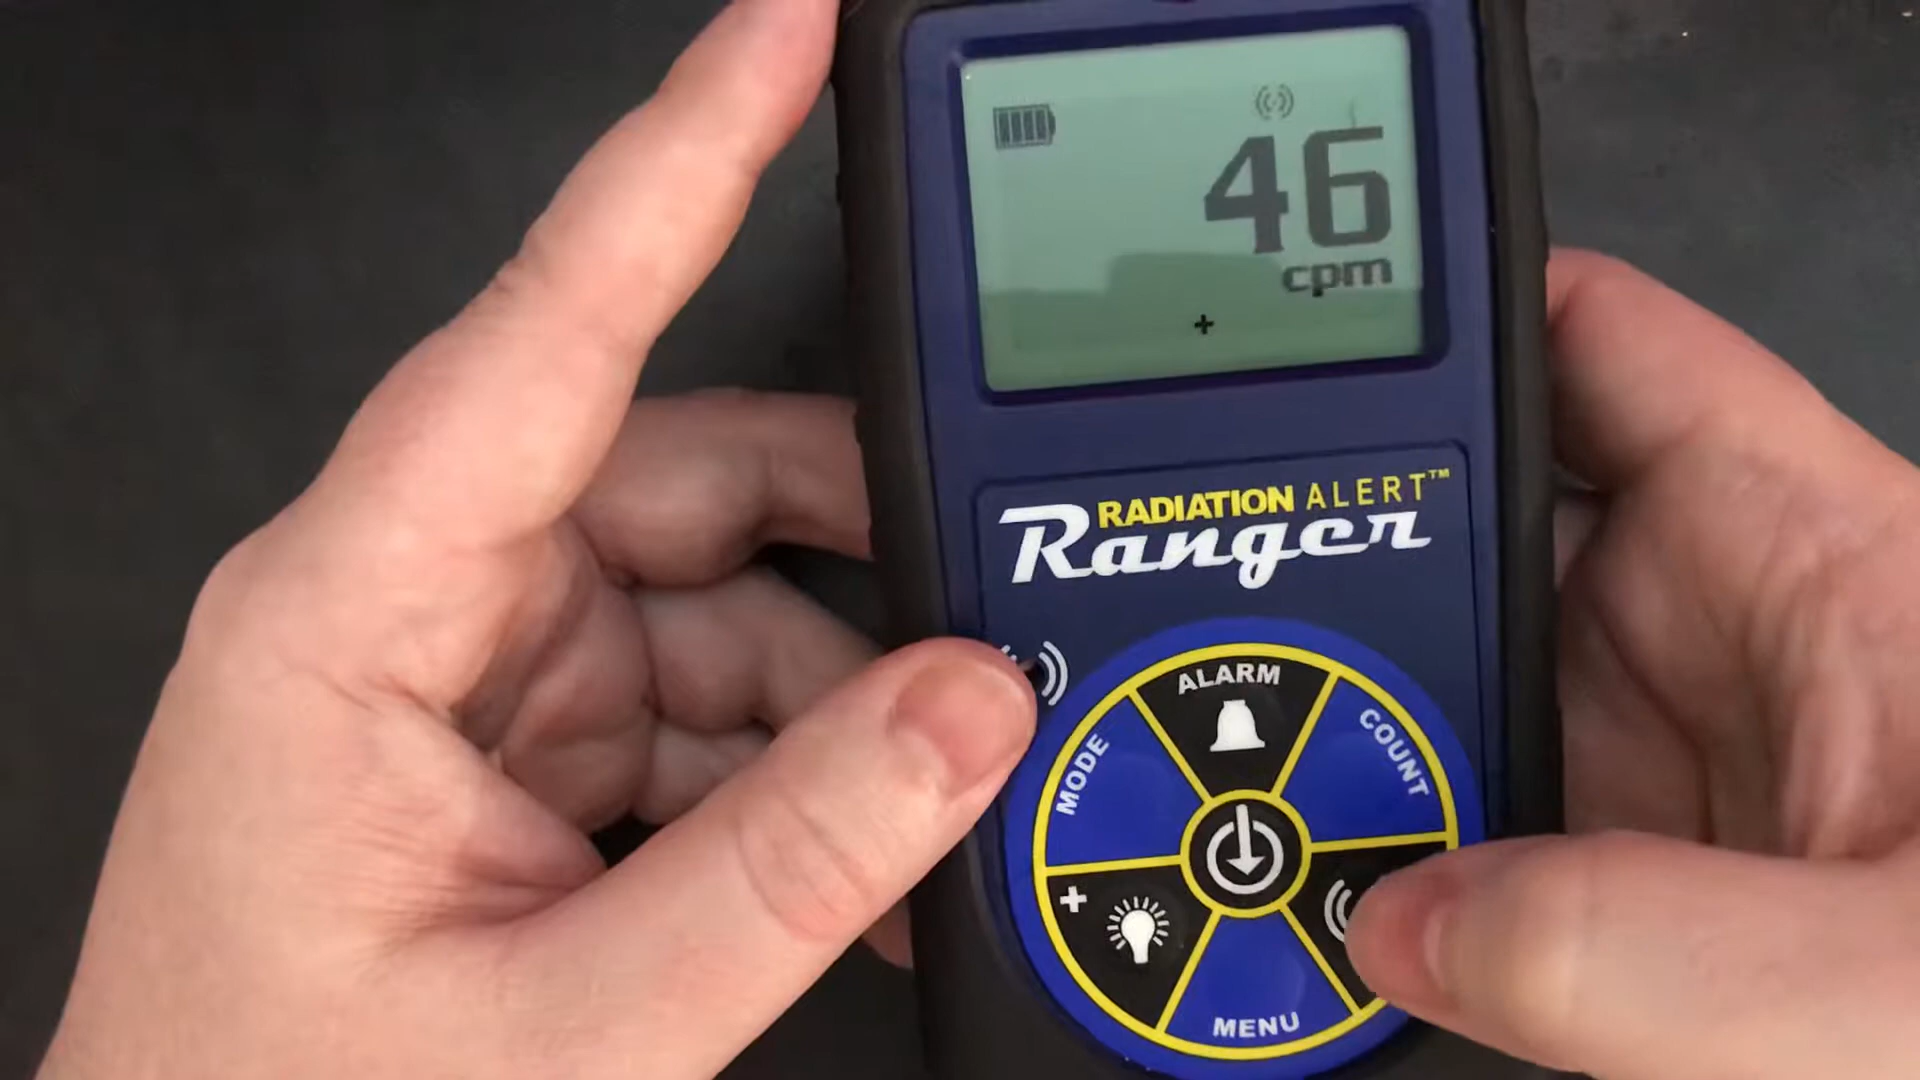 46
cpm
+
RADIATION ALERT™
Ranger
ALARM
MODE
COUNT
+
MENU